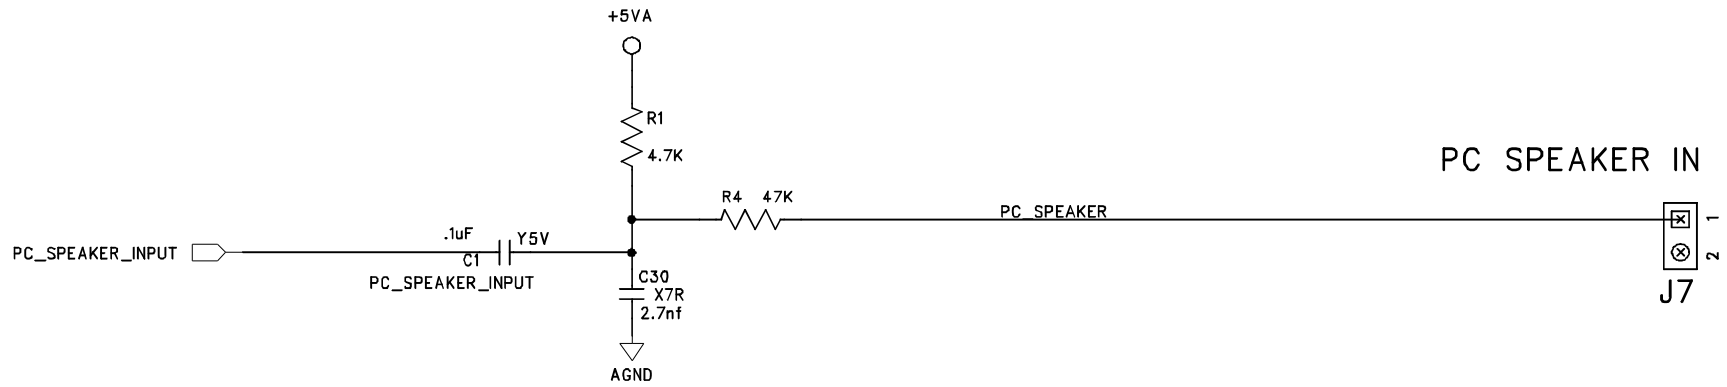 +5VA
R1
4.7K
PC SPEAKER IN
R4 47K
PC_SPEAKER
1
.1uF
Y5V
PC_SPEAKER_INPUT
C1
2
PC_SPEAKER_INPUT
C30
X7R
2.7nf
J7
AGND